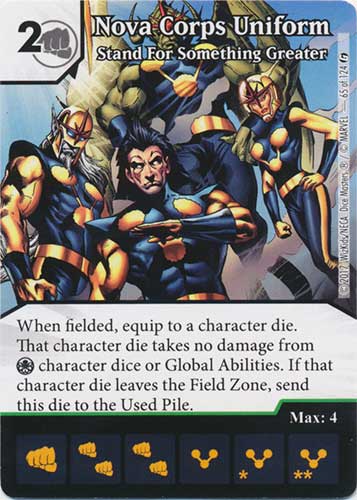 2
Nova Corps Uniform
Stand For Something Greater
© 2017 WizKids/NECA. Dice Masters ® / © MARVEL — 65 of 124
When fielded, equip to a character die.
That character die takes no damage from
character dice or Global Abilities. If that
character die leaves the Field Zone, send
this die to the Used Pile.
Max: 4
* **